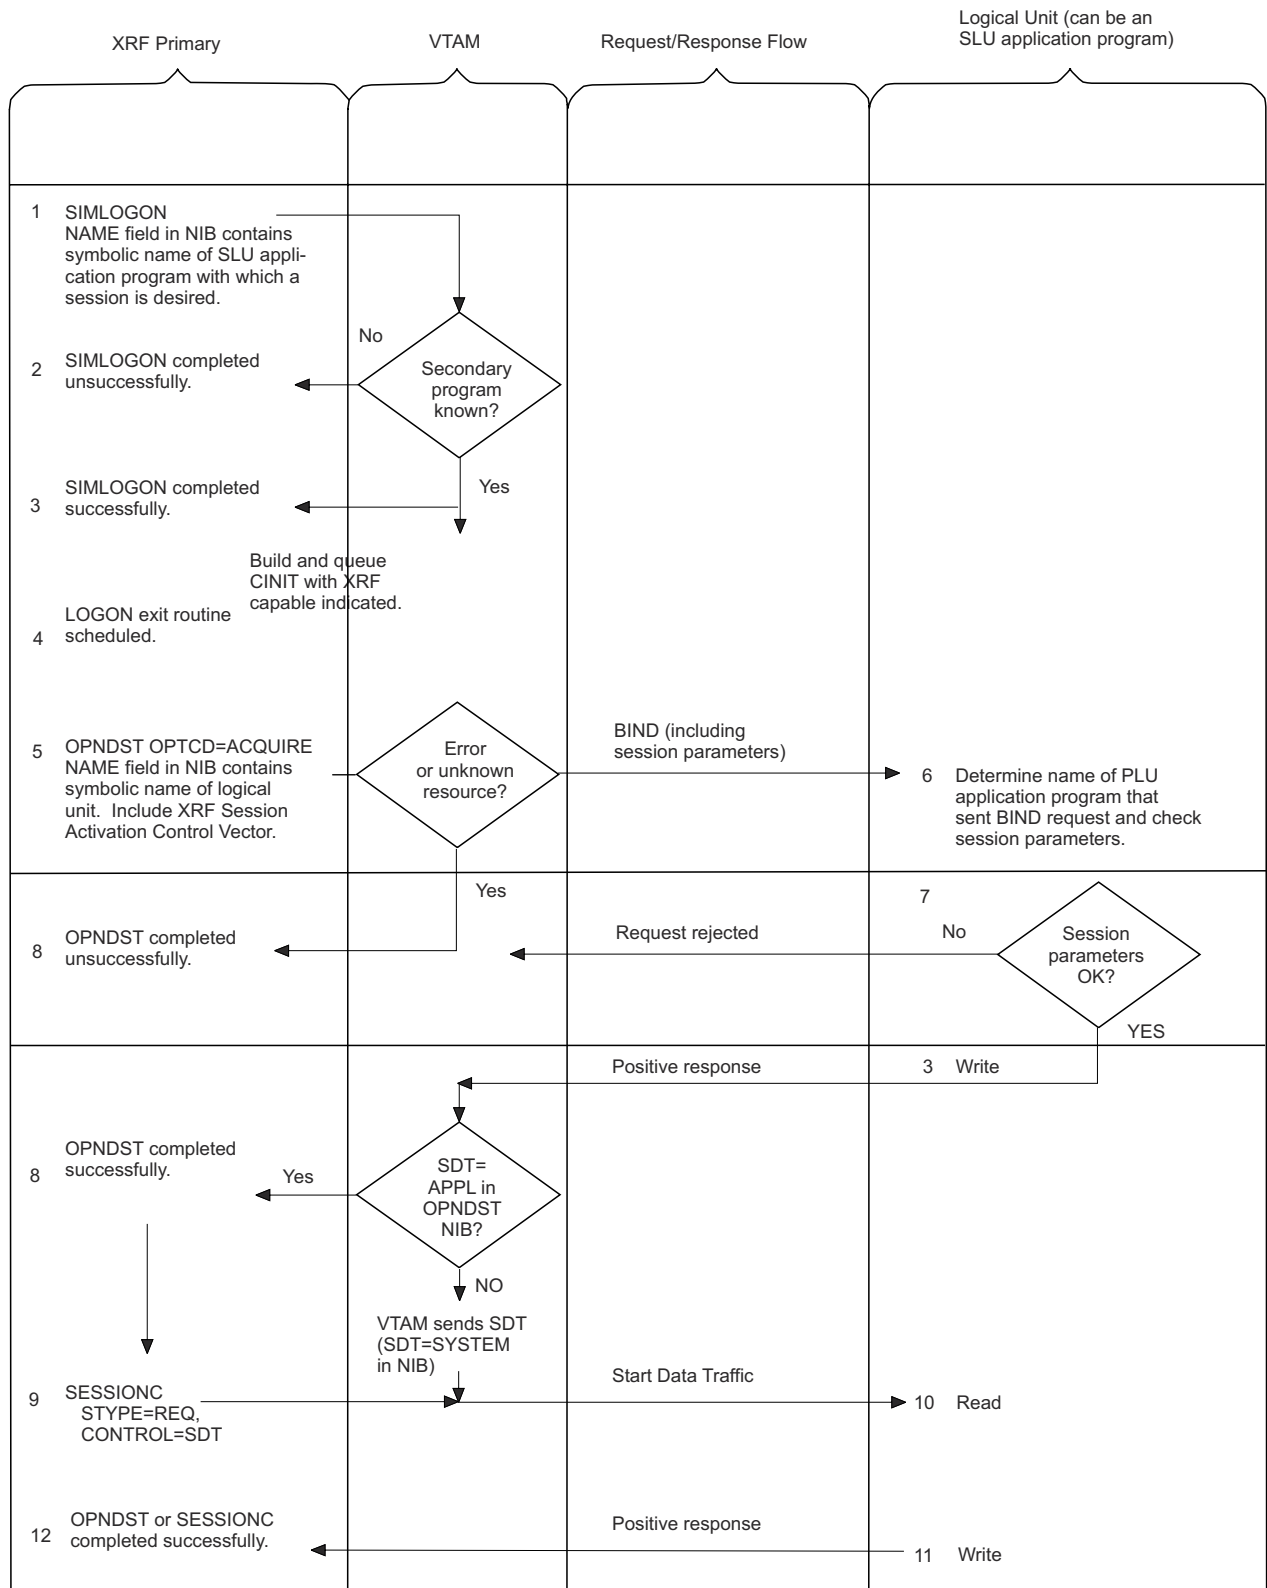 XRF Primary
VTAM
Request/Response Flow
Logical Unit (can be an
SLU application program)
1
SIMLOGON
NAME field in NIB contains
symbolic name of SLU appli-
cation program with which a
session is desired.
No
Secondary
program
known?
2
SIMLOGON completed
unsuccessfully.
Yes
3
SIMLOGON completed
successfully.
Build and queue
CINIT with XRF
capable indicated.
4
LOGON exit routine
scheduled.
5
OPNDST OPTCD=ACQUIRE
NAME field in NIB contains
symbolic name of logical
unit. Include XRF Session
Activation Control Vector.
Error
or unknown
resource?
BIND (including
session parameters)
6
Determine name of PLU
application program that
sent BIND request and check
session parameters.
Yes
7
No
Session
parameters
OK?
Request rejected
8
OPNDST completed
unsuccessfully.
YES
Positive response
3
Write
8
OPNDST completed
successfully.
Yes
SDT=
APPL in
OPNDST
NIB?
NO
VTAM sends SDT
(SDT=SYSTEM
in NIB)
Start Data Traffic
9
SESSIONC
STYPE=REQ,
CONTROL=SDT
10
Read
12
OPNDST or SESSIONC
completed successfully.
Positive response
11
Write